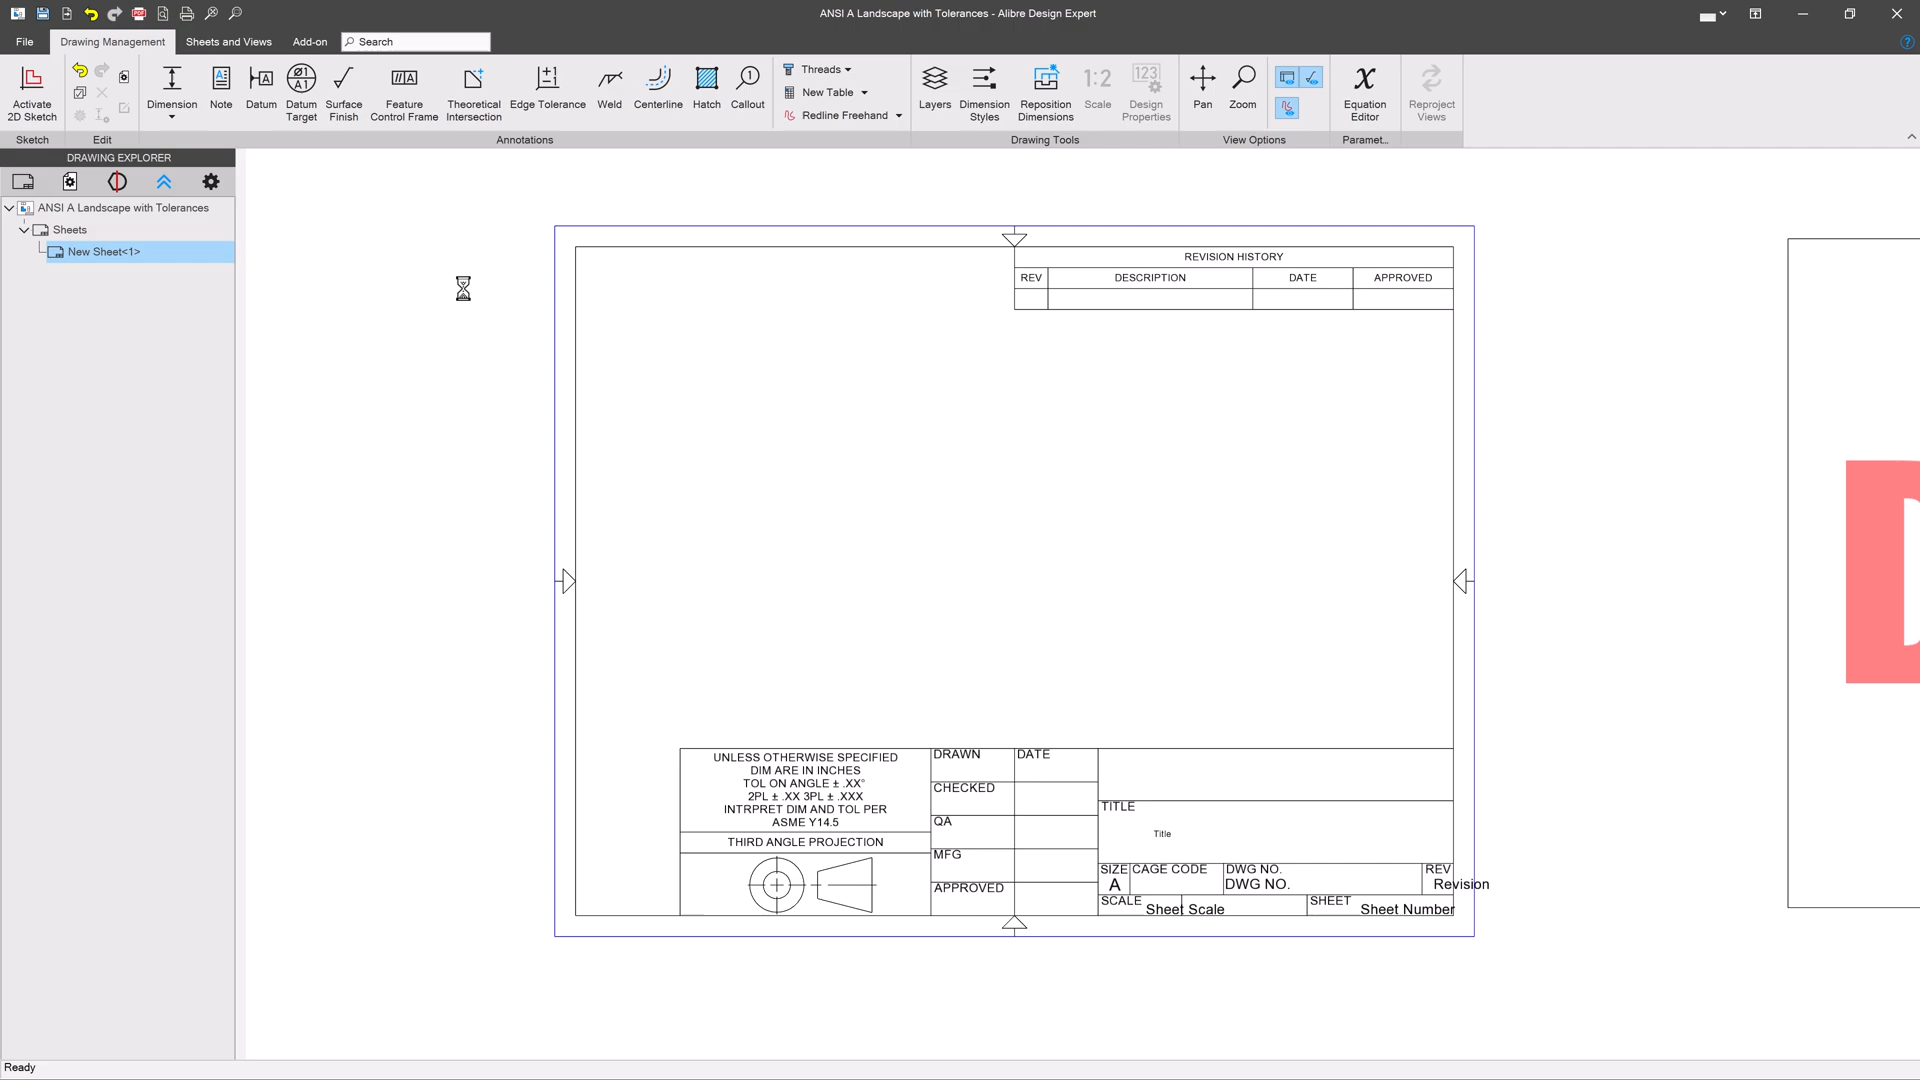 ANSI A Landscape with Tolerances - Alibre Design Expert
File
Drawing Management
Sheets and Views
Add-on
Search
Activate
2D Sketch
Dimension
Note
Datum
Datum
Target
Surface
Finish
Feature
Control Frame
Theoretical
Intersection
Edge Tolerance
Weld
Centerline
Hatch
Callout
Threads
New Table
Redline Freehand
Layers
Dimension
Styles
Reposition
Dimensions
1:2
Scale
123
Design
Properties
Pan
Zoom
Equation
Editor
Reproject
Views
Sketch
Edit
Annotations
Drawing Tools
View Options
Paramet...
DRAWING EXPLORER
ANSI A Landscape with Tolerances
Sheets
New Sheet<1>
REVISION HISTORY
REV
DESCRIPTION
DATE
APPROVED
UNLESS OTHERWISE SPECIFIED
DIM ARE IN INCHES
TOL ON ANGLE ± .XX°
2PL ± .XX 3PL ± .XXX
INTRPRET DIM AND TOL PER
ASME Y14.5
THIRD ANGLE PROJECTION
DRAWN
DATE
CHECKED
QA
MFG
APPROVED
TITLE
Title
SIZE
A
CAGE CODE
DWG NO.
DWG NO.
REV
Revision
SCALE
Sheet Scale
SHEET
Sheet Number
D
Ready